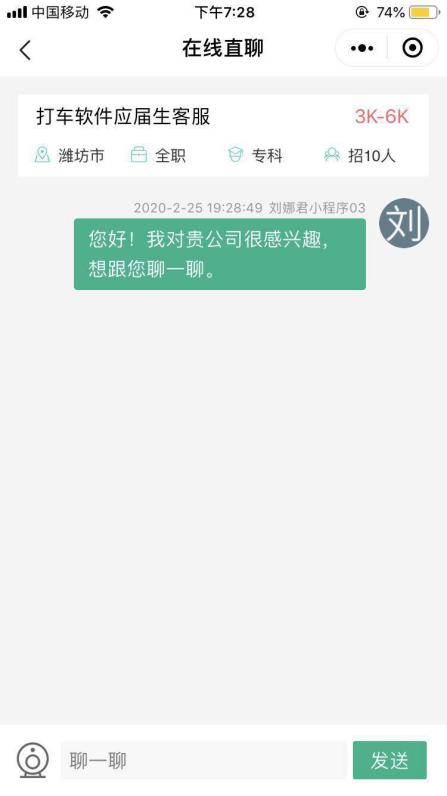 中国移动 下午7:28 74%
在线直聊
打车软件应届生客服 3K-6K
潍坊市 全职 专科 招10人
2020-2-25 19:28:49 刘娜君小程序03
刘
您好！我对贵公司很感兴趣，
想跟您聊一聊。
聊一聊 发送